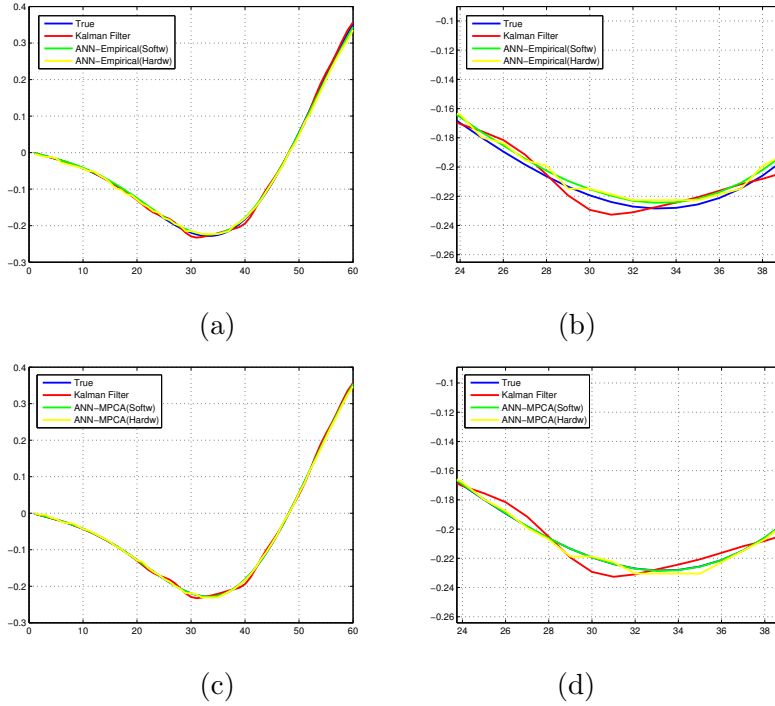 0.4
0.3
0.2
0.1
0
−0.1
−0.2
−0.3
0 10 20 30 40 50 60
True
Kalman Filter
ANN−Empirical(Softw)
ANN−Empirical(Hardw)
(a)
−0.1
−0.12
−0.14
−0.16
−0.18
−0.2
−0.22
−0.24
−0.26
24 26 28 30 32 34 36 38
True
Kalman Filter
ANN−Empirical(Softw)
ANN−Empirical(Hardw)
(b)
0.4
0.3
0.2
0.1
0
−0.1
−0.2
−0.3
0 10 20 30 40 50 60
True
Kalman Filter
ANN−MPCA(Softw)
ANN−MPCA(Hardw)
(c)
−0.1
−0.12
−0.14
−0.16
−0.18
−0.2
−0.22
−0.24
−0.26
24 26 28 30 32 34 36 38
True
Kalman Filter
ANN−MPCA(Softw)
ANN−MPCA(Hardw)
(d)